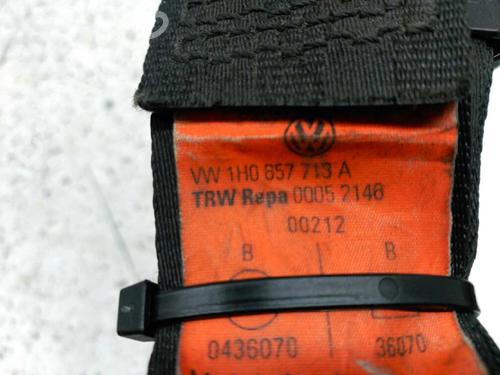 VW 1H0 857 713 A
TRW Repa 0005 2146
00212
B B
0436070 36070